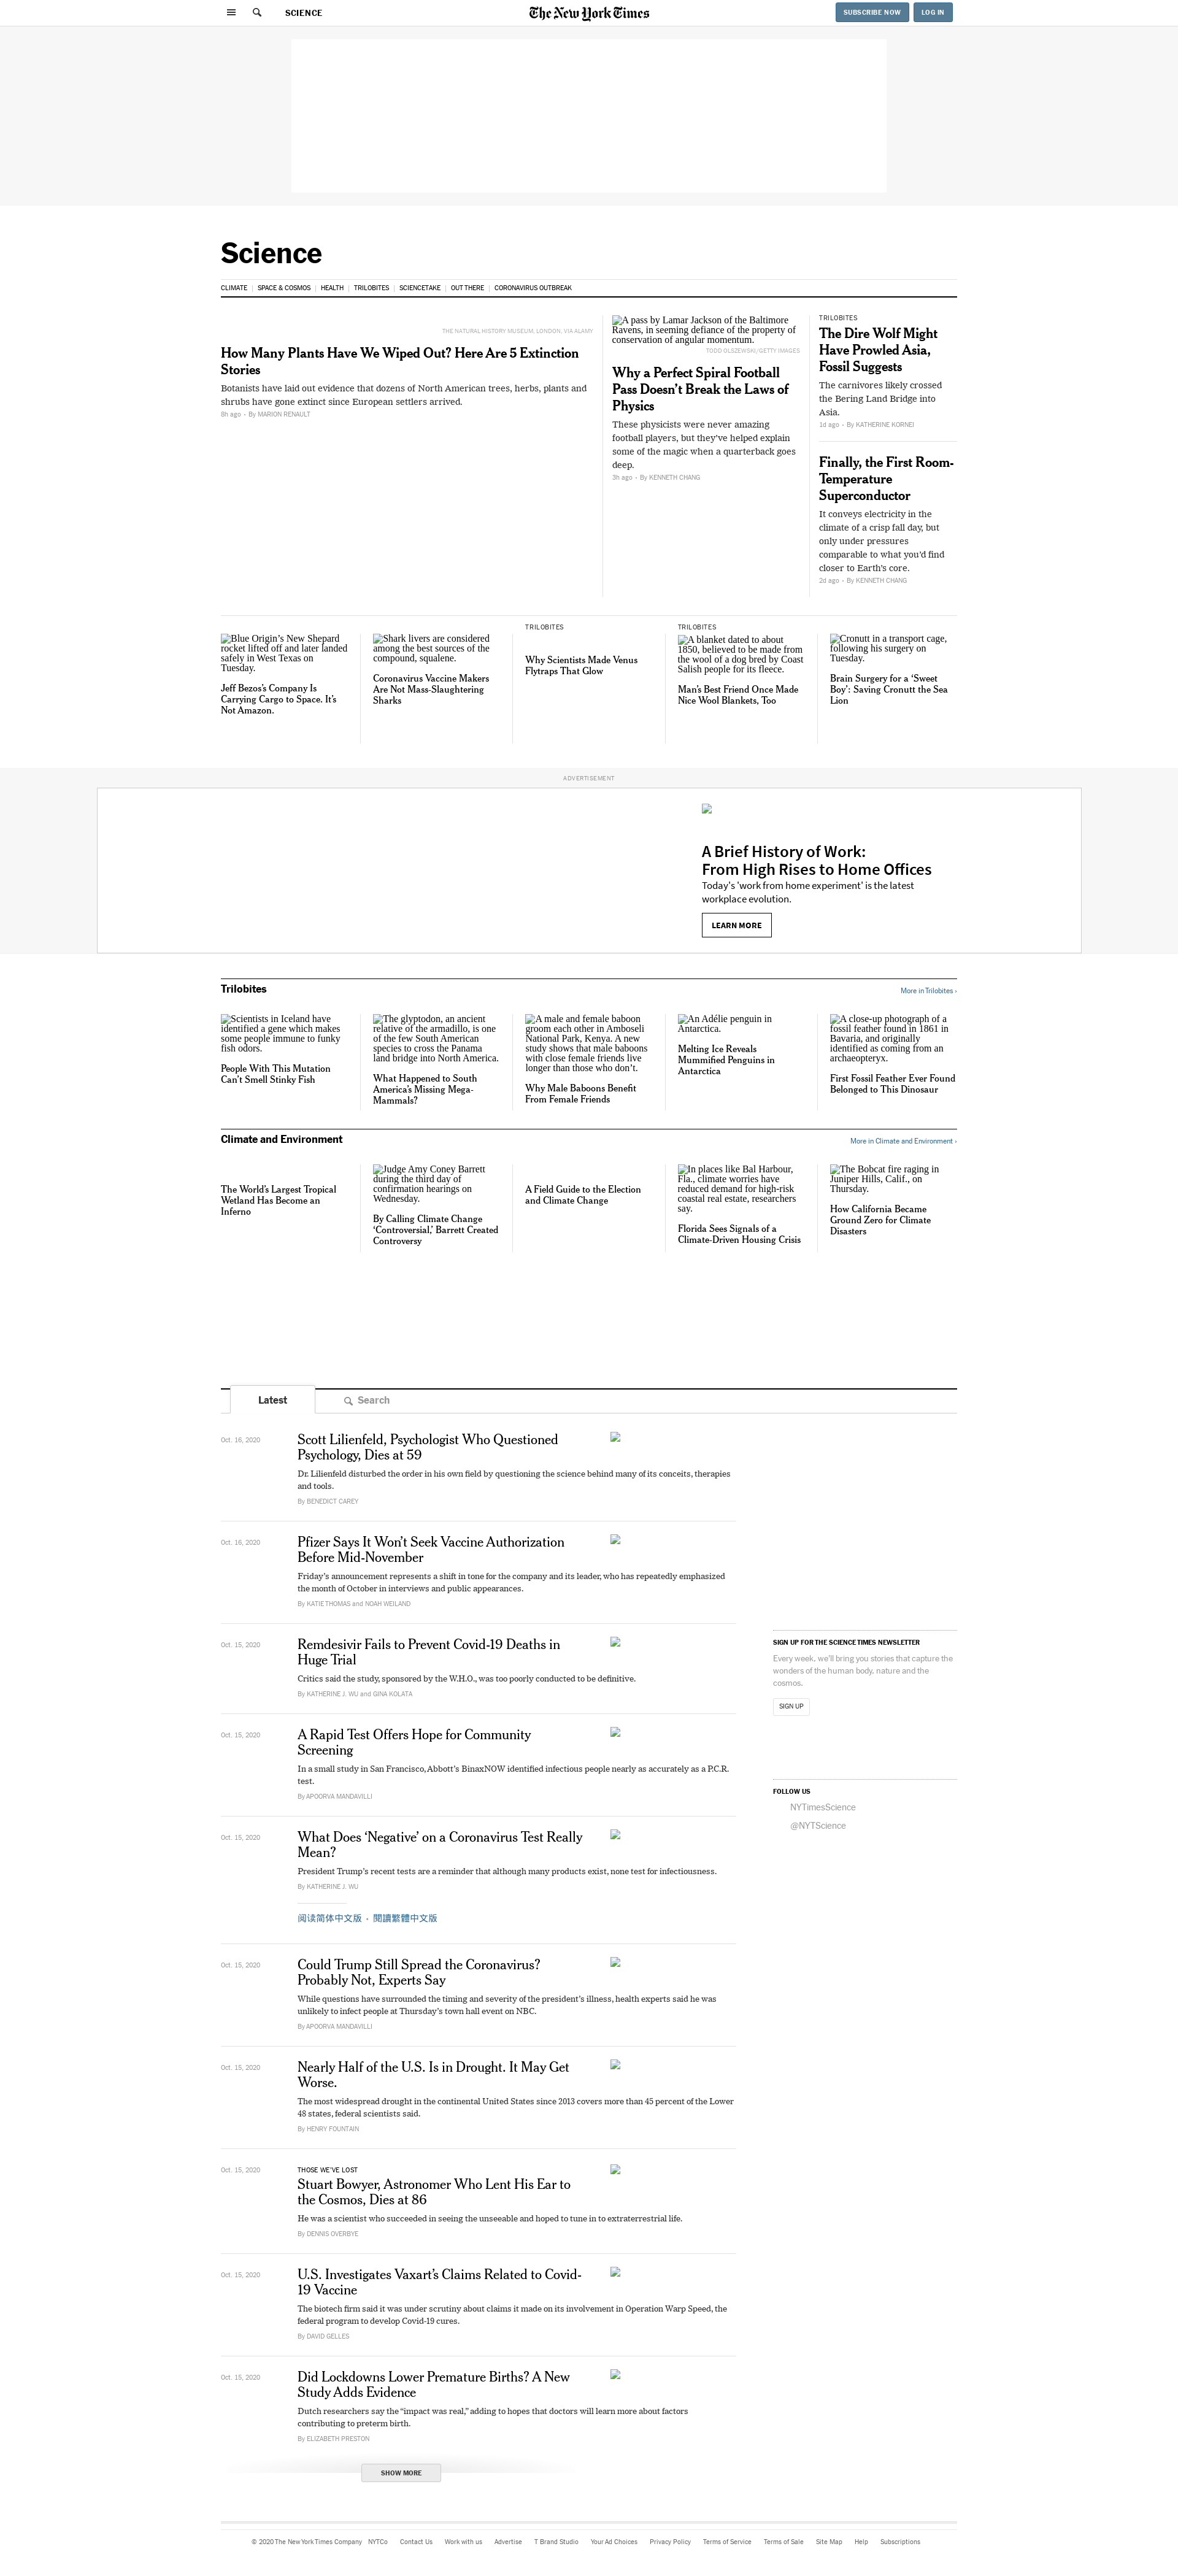 SCIENCE
The New York Times
SUBSCRIBE NOW
LOG IN
Science
CLIMATE | SPACE & COSMOS | HEALTH | TRILOBITES | SCIENCETAKE | OUT THERE | CORONAVIRUS OUTBREAK
THE NATURAL HISTORY MUSEUM, LONDON, VIA ALAMY
How Many Plants Have We Wiped Out? Here Are 5 Extinction
Stories
Botanists have laid out evidence that dozens of North American trees, herbs, plants and
shrubs have gone extinct since European settlers arrived.
8h ago • By MARION RENAULT
A pass by Lamar Jackson of the Baltimore
Ravens, in seeming defiance of the property of
conservation of angular momentum.
TODD OLSZEWSKI/GETTY IMAGES
Why a Perfect Spiral Football
Pass Doesn’t Break the Laws of
Physics
These physicists were never amazing
football players, but they’ve helped explain
some of the magic when a quarterback goes
deep.
3h ago • By KENNETH CHANG
TRILOBITES
The Dire Wolf Might
Have Prowled Asia,
Fossil Suggests
The carnivores likely crossed
the Bering Land Bridge into
Asia.
1d ago • By KATHERINE KORNEI
Finally, the First Room-
Temperature
Superconductor
It conveys electricity in the
climate of a crisp fall day, but
only under pressures
comparable to what you’d find
closer to Earth’s core.
2d ago • By KENNETH CHANG
Blue Origin’s New Shepard
rocket lifted off and later landed
safely in West Texas on
Tuesday.
Jeff Bezos’s Company Is
Carrying Cargo to Space. It’s
Not Amazon.
Shark livers are considered
among the best sources of the
compound, squalene.
Coronavirus Vaccine Makers
Are Not Mass-Slaughtering
Sharks
TRILOBITES
Why Scientists Made Venus
Flytraps That Glow
TRILOBITES
A blanket dated to about
1850, believed to be made from
the wool of a dog bred by Coast
Salish people for its fleece.
Man’s Best Friend Once Made
Nice Wool Blankets, Too
Cronutt in a transport cage,
following his surgery on
Tuesday.
Brain Surgery for a ‘Sweet
Boy’: Saving Cronutt the Sea
Lion
ADVERTISEMENT
A Brief History of Work:
From High Rises to Home Offices
Today's 'work from home experiment' is the latest
workplace evolution.
LEARN MORE
Trilobites
More in Trilobites ›
Scientists in Iceland have
identified a gene which makes
some people immune to funky
fish odors.
People With This Mutation
Can’t Smell Stinky Fish
The glyptodon, an ancient
relative of the armadillo, is one
of the few South American
species to cross the Panama
land bridge into North America.
What Happened to South
America’s Missing Mega-
Mammals?
A male and female baboon
groom each other in Amboseli
National Park, Kenya. A new
study shows that male baboons
with close female friends live
longer than those who don’t.
Why Male Baboons Benefit
From Female Friends
An Adélie penguin in
Antarctica.
Melting Ice Reveals
Mummified Penguins in
Antarctica
A close-up photograph of a
fossil feather found in 1861 in
Bavaria, and originally
identified as coming from an
archaeopteryx.
First Fossil Feather Ever Found
Belonged to This Dinosaur
Climate and Environment
More in Climate and Environment ›
The World’s Largest Tropical
Wetland Has Become an
Inferno
Judge Amy Coney Barrett
during the third day of
confirmation hearings on
Wednesday.
By Calling Climate Change
‘Controversial,’ Barrett Created
Controversy
A Field Guide to the Election
and Climate Change
In places like Bal Harbour,
Fla., climate worries have
reduced demand for high-risk
coastal real estate, researchers
say.
Florida Sees Signals of a
Climate-Driven Housing Crisis
The Bobcat fire raging in
Juniper Hills, Calif., on
Thursday.
How California Became
Ground Zero for Climate
Disasters
Latest
Search
Oct. 16, 2020
Scott Lilienfeld, Psychologist Who Questioned
Psychology, Dies at 59
Dr. Lilienfeld disturbed the order in his own field by questioning the science behind many of its conceits, therapies
and tools.
By BENEDICT CAREY
Oct. 16, 2020
Pfizer Says It Won’t Seek Vaccine Authorization
Before Mid-November
Friday’s announcement represents a shift in tone for the company and its leader, who has repeatedly emphasized
the month of October in interviews and public appearances.
By KATIE THOMAS and NOAH WEILAND
Oct. 15, 2020
Remdesivir Fails to Prevent Covid-19 Deaths in
Huge Trial
Critics said the study, sponsored by the W.H.O., was too poorly conducted to be definitive.
By KATHERINE J. WU and GINA KOLATA
Oct. 15, 2020
A Rapid Test Offers Hope for Community
Screening
In a small study in San Francisco, Abbott’s BinaxNOW identified infectious people nearly as accurately as a P.C.R.
test.
By APOORVA MANDAVILLI
Oct. 15, 2020
What Does ‘Negative’ on a Coronavirus Test Really
Mean?
President Trump’s recent tests are a reminder that although many products exist, none test for infectiousness.
By KATHERINE J. WU
阅读简体中文版 • 閱讀繁體中文版
Oct. 15, 2020
Could Trump Still Spread the Coronavirus?
Probably Not, Experts Say
While questions have surrounded the timing and severity of the president’s illness, health experts said he was
unlikely to infect people at Thursday’s town hall event on NBC.
By APOORVA MANDAVILLI
Oct. 15, 2020
Nearly Half of the U.S. Is in Drought. It May Get
Worse.
The most widespread drought in the continental United States since 2013 covers more than 45 percent of the Lower
48 states, federal scientists said.
By HENRY FOUNTAIN
Oct. 15, 2020
THOSE WE’VE LOST
Stuart Bowyer, Astronomer Who Lent His Ear to
the Cosmos, Dies at 86
He was a scientist who succeeded in seeing the unseeable and hoped to tune in to extraterrestrial life.
By DENNIS OVERBYE
Oct. 15, 2020
U.S. Investigates Vaxart’s Claims Related to Covid-
19 Vaccine
The biotech firm said it was under scrutiny about claims it made on its involvement in Operation Warp Speed, the
federal program to develop Covid-19 cures.
By DAVID GELLES
Oct. 15, 2020
Did Lockdowns Lower Premature Births? A New
Study Adds Evidence
Dutch researchers say the “impact was real,” adding to hopes that doctors will learn more about factors
contributing to preterm birth.
By ELIZABETH PRESTON
SHOW MORE
SIGN UP FOR THE SCIENCE TIMES NEWSLETTER
Every week, we'll bring you stories that capture the
wonders of the human body, nature and the
cosmos.
SIGN UP
FOLLOW US
NYTimesScience
@NYTScience
© 2020 The New York Times Company NYTCo Contact Us Work with us Advertise T Brand Studio Your Ad Choices Privacy Policy Terms of Service Terms of Sale Site Map Help Subscriptions